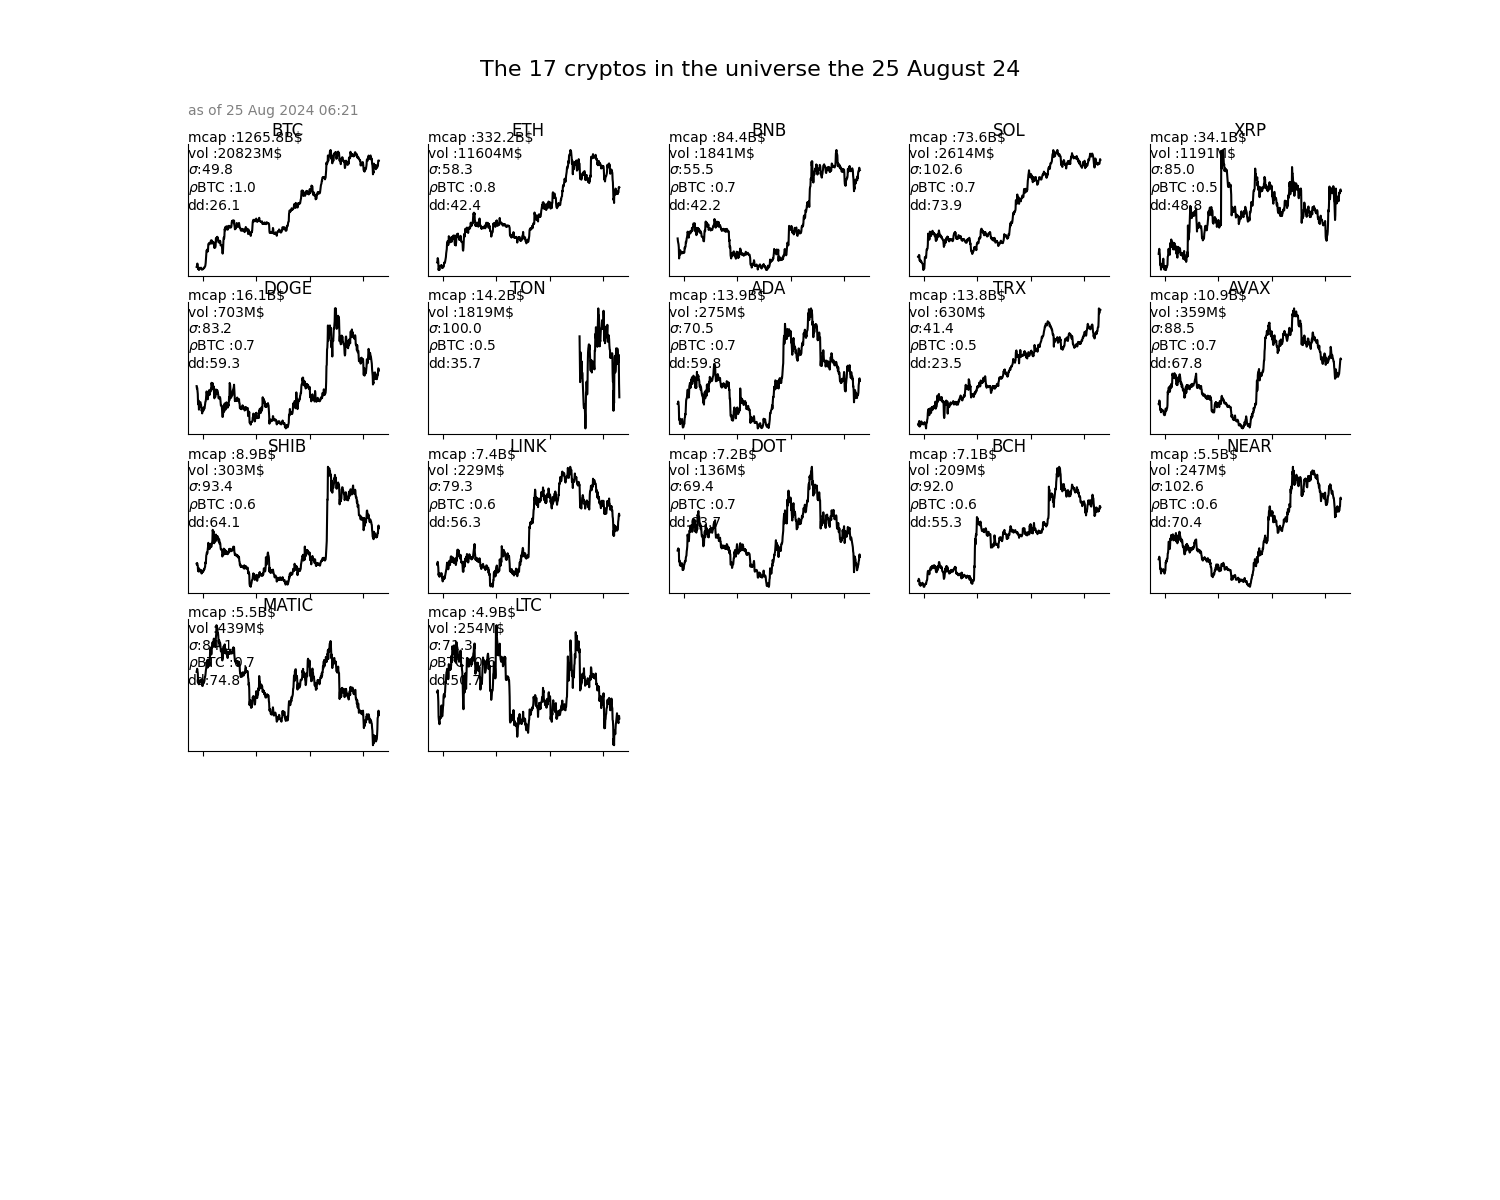 The 17 cryptos in the universe the 25 August 24
as of 25 Aug 2024 06:21
BTC
mcap :1265.8B$
vol :20823M$
σ:49.8
ρBTC :1.0
dd:26.1
ETH
mcap :332.2B$
vol :11604M$
σ:58.3
ρBTC :0.8
dd:42.4
BNB
mcap :84.4B$
vol :1841M$
σ:55.5
ρBTC :0.7
dd:42.2
SOL
mcap :73.6B$
vol :2614M$
σ:102.6
ρBTC :0.7
dd:73.9
XRP
mcap :34.1B$
vol :1191M$
σ:85.0
ρBTC :0.5
dd:48.8
DOGE
mcap :16.1B$
vol :703M$
σ:83.2
ρBTC :0.7
dd:59.3
TON
mcap :14.2B$
vol :1819M$
σ:100.0
ρBTC :0.5
dd:35.7
ADA
mcap :13.9B$
vol :275M$
σ:70.5
ρBTC :0.7
dd:59.8
TRX
mcap :13.8B$
vol :630M$
σ:41.4
ρBTC :0.5
dd:23.5
AVAX
mcap :10.9B$
vol :359M$
σ:88.5
ρBTC :0.7
dd:67.8
SHIB
mcap :8.9B$
vol :303M$
σ:93.4
ρBTC :0.6
dd:64.1
LINK
mcap :7.4B$
vol :229M$
σ:79.3
ρBTC :0.6
dd:56.3
DOT
mcap :7.2B$
vol :136M$
σ:69.4
ρBTC :0.7
BCH
mcap :7.1B$
vol :209M$
σ:92.0
ρBTC :0.6
dd:55.3
NEAR
mcap :5.5B$
vol :247M$
σ:102.6
ρBTC :0.6
dd:70.4
MATIC
mcap :5.5B$
vol :439M$
ρBTC :0.7
dd:74.8
LTC
mcap :4.9B$
vol :254M$